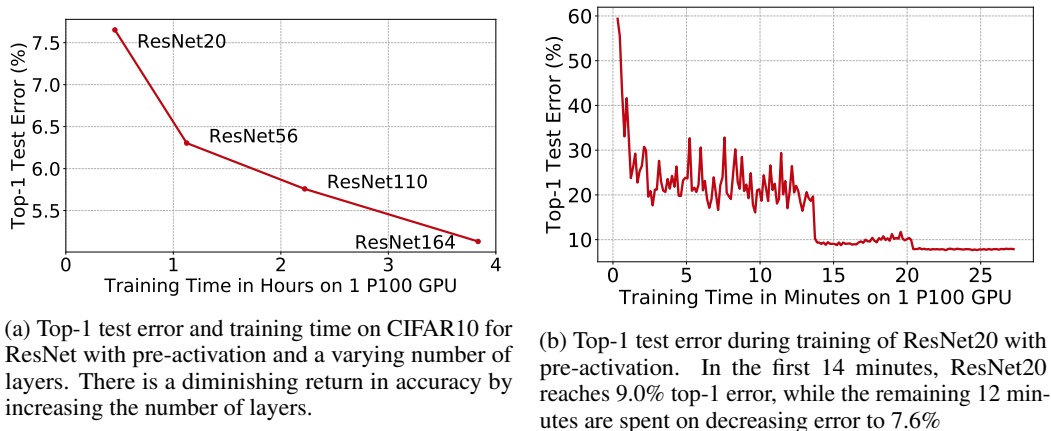 7.5
7.0
6.5
6.0
5.5
Top-1 Test Error (%)
ResNet20
ResNet56
ResNet110
ResNet164
0 1 2 3 4
Training Time in Hours on 1 P100 GPU
(a) Top-1 test error and training time on CIFAR10 for
ResNet with pre-activation and a varying number of
layers. There is a diminishing return in accuracy by
increasing the number of layers.
60
50
40
30
20
10
Top-1 Test Error (%)
0 5 10 15 20 25
Training Time in Minutes on 1 P100 GPU
(b) Top-1 test error during training of ResNet20 with
pre-activation. In the first 14 minutes, ResNet20
reaches 9.0% top-1 error, while the remaining 12 min-
utes are spent on decreasing error to 7.6%